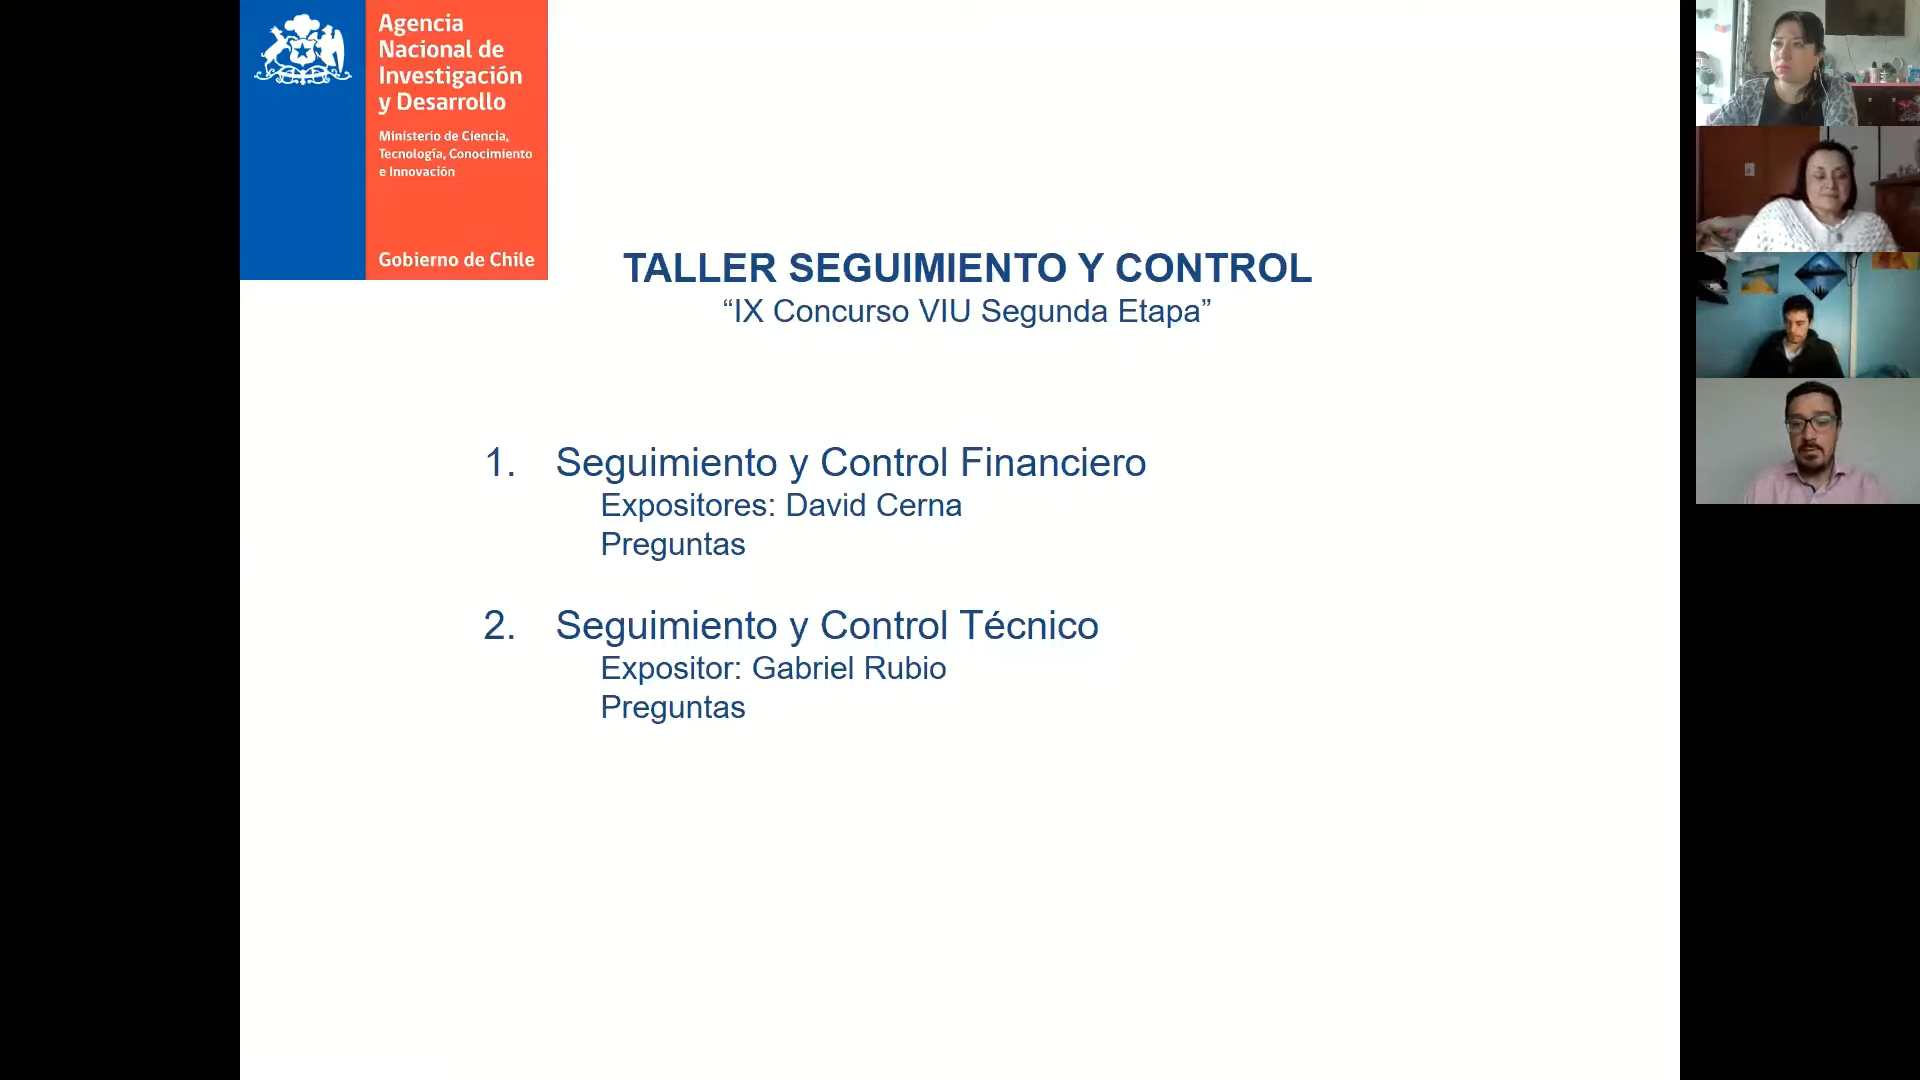 Agencia
Nacional de
Investigación
y Desarrollo
Ministerio de Ciencia,
Tecnología, Conocimiento
e Innovación
Gobierno de Chile
TALLER SEGUIMIENTO Y CONTROL
“IX Concurso VIU Segunda Etapa”
1. Seguimiento y Control Financiero
Expositores: David Cerna
Preguntas
2. Seguimiento y Control Técnico
Expositor: Gabriel Rubio
Preguntas